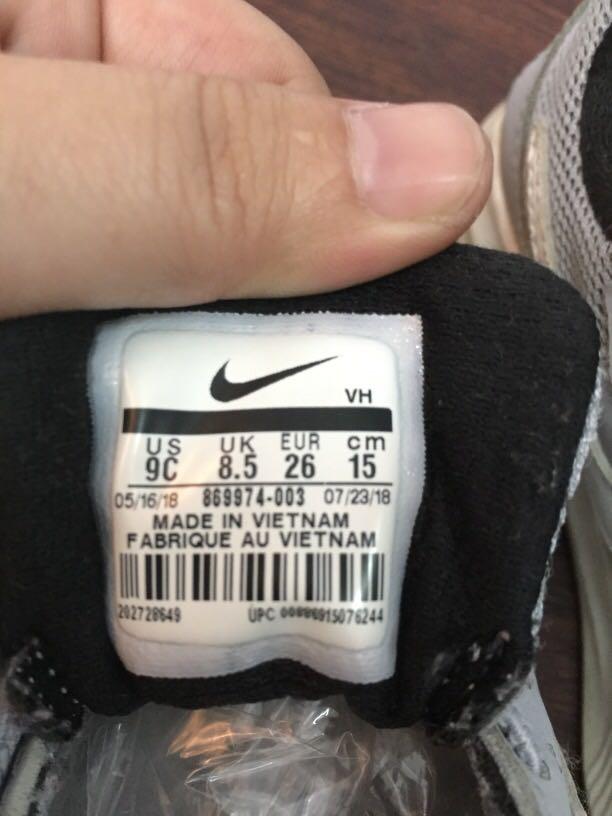 VH
US UK EUR cm
9C 8.5 26 15
05/16/18 869974-003 07/23/18
MADE IN VIETNAM
FABRIQUE AU VIETNAM
202728649 UPC 00886915076244